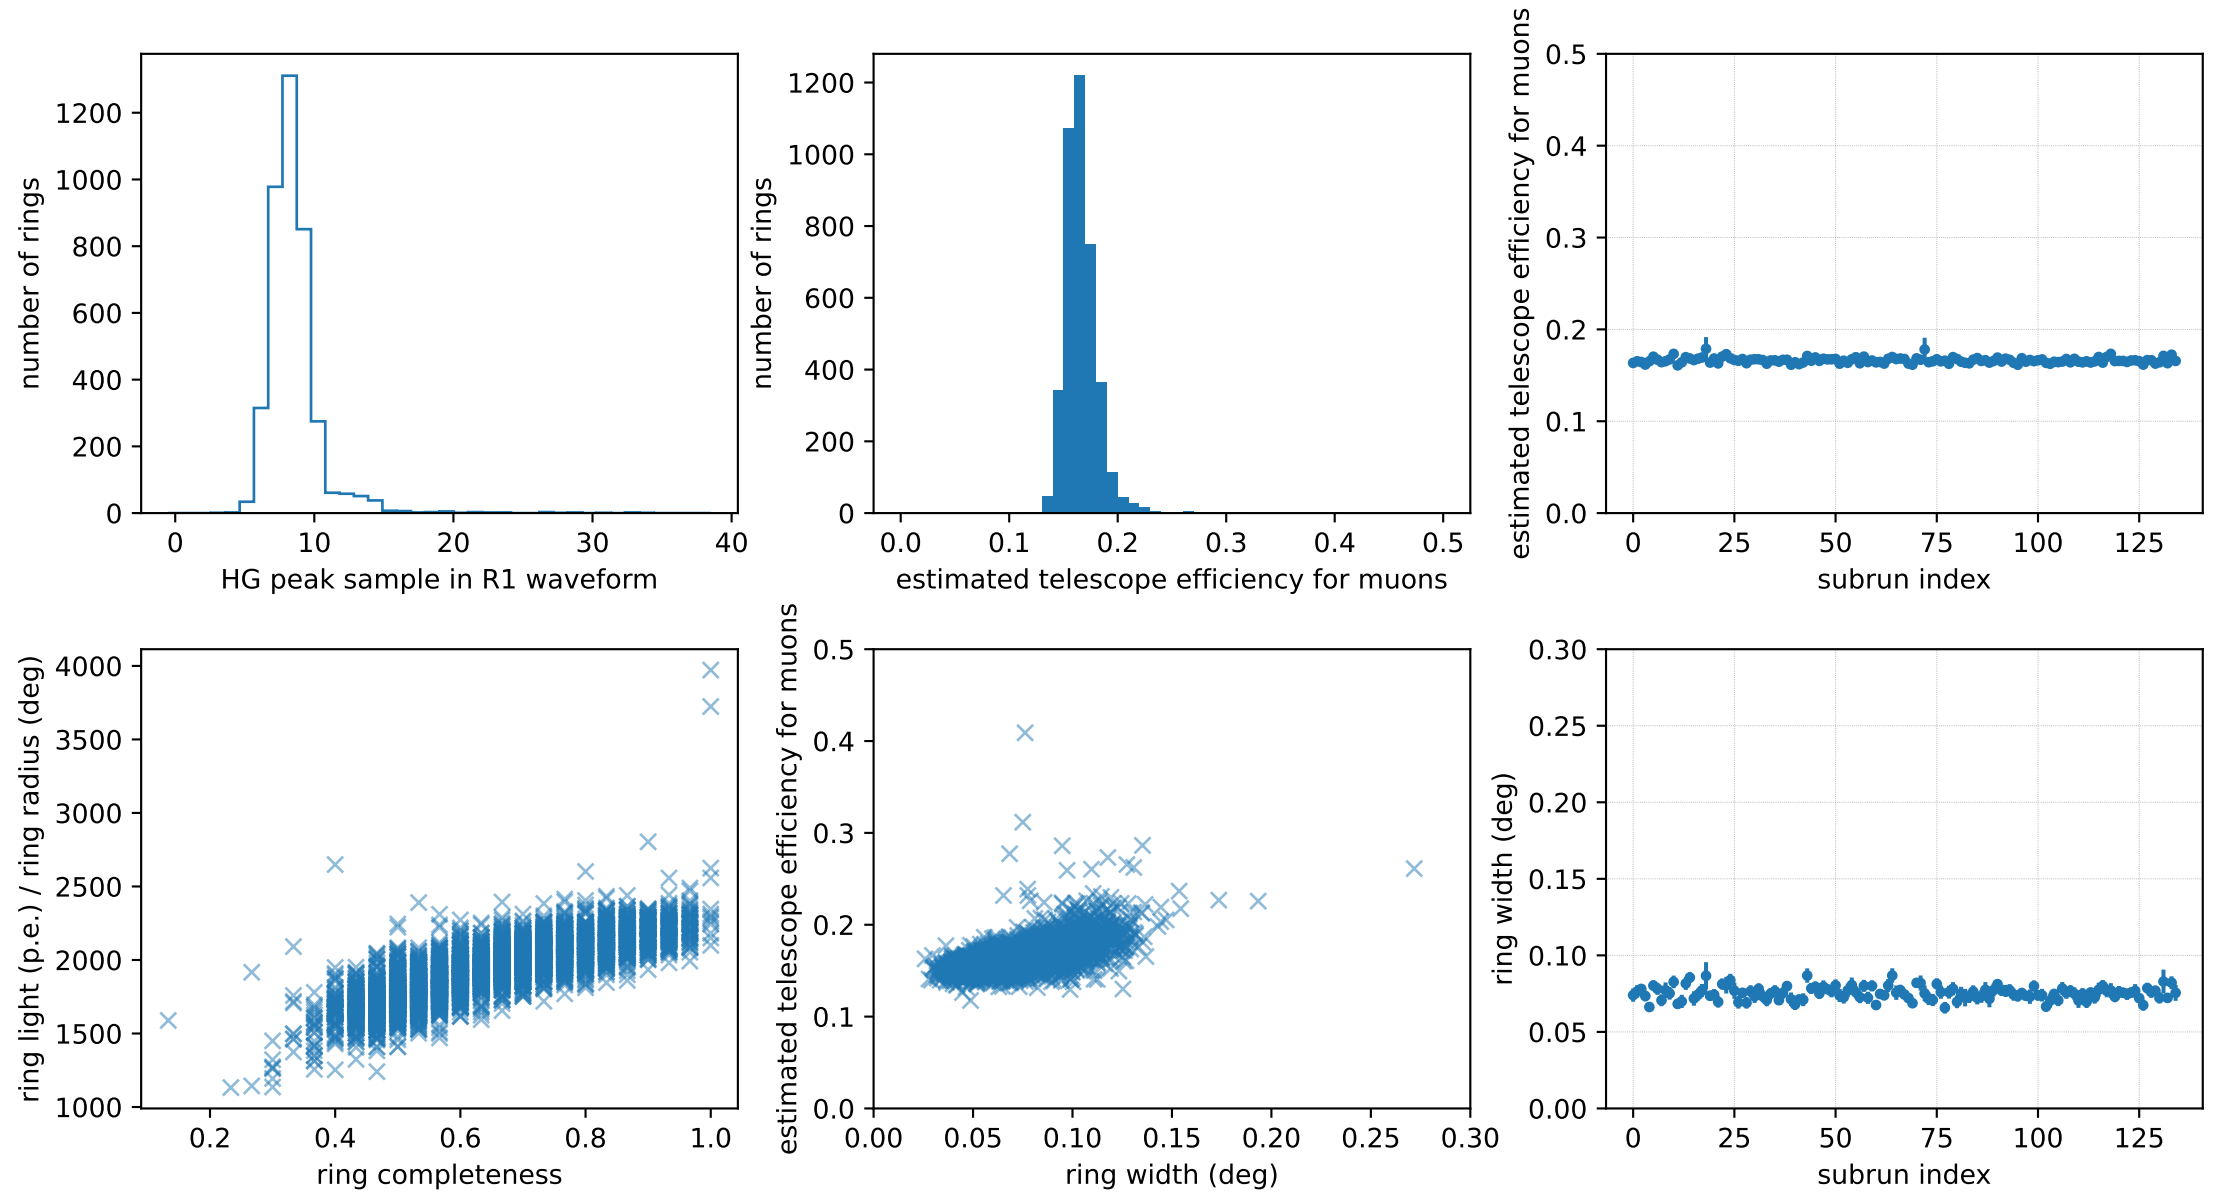 number of rings
1200
1000
800
600
400
200
0
0 10 20 30 40
HG peak sample in R1 waveform
number of rings
1200
1000
800
600
400
200
0
0.0 0.1 0.2 0.3 0.4 0.5
estimated telescope efficiency for muons
estimated telescope efficiency for muons
0.5
0.4
0.3
0.2
0.1
0.0
0 25 50 75 100 125
subrun index
ring light (p.e.) / ring radius (deg)
4000
3500
3000
2500
2000
1500
1000
0.2 0.4 0.6 0.8 1.0
ring completeness
estimated telescope efficiency for muons
0.5
0.4
0.3
0.2
0.1
0.0
0.00 0.05 0.10 0.15 0.20 0.25 0.30
ring width (deg)
ring width (deg)
0.30
0.25
0.20
0.15
0.10
0.05
0.00
0 25 50 75 100 125
subrun index